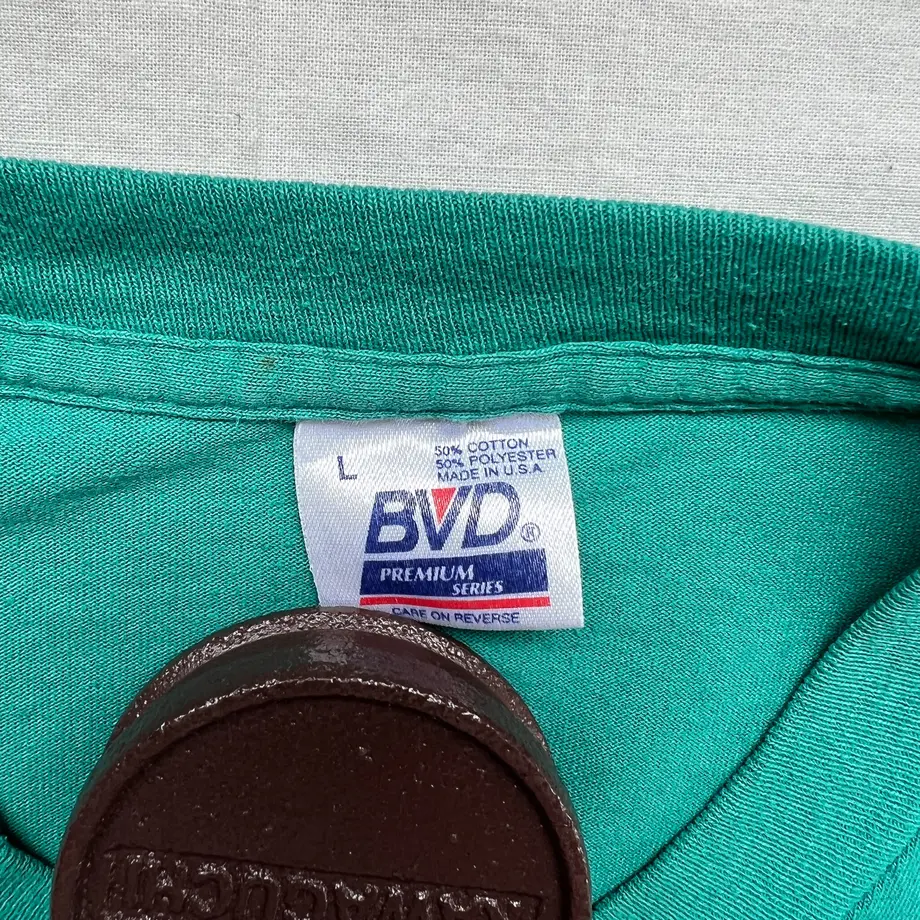 L
50% COTTON
50% POLYESTER
MADE IN U.S.A
BVD®
PREMIUM
SERIES
CARE ON REVERSE